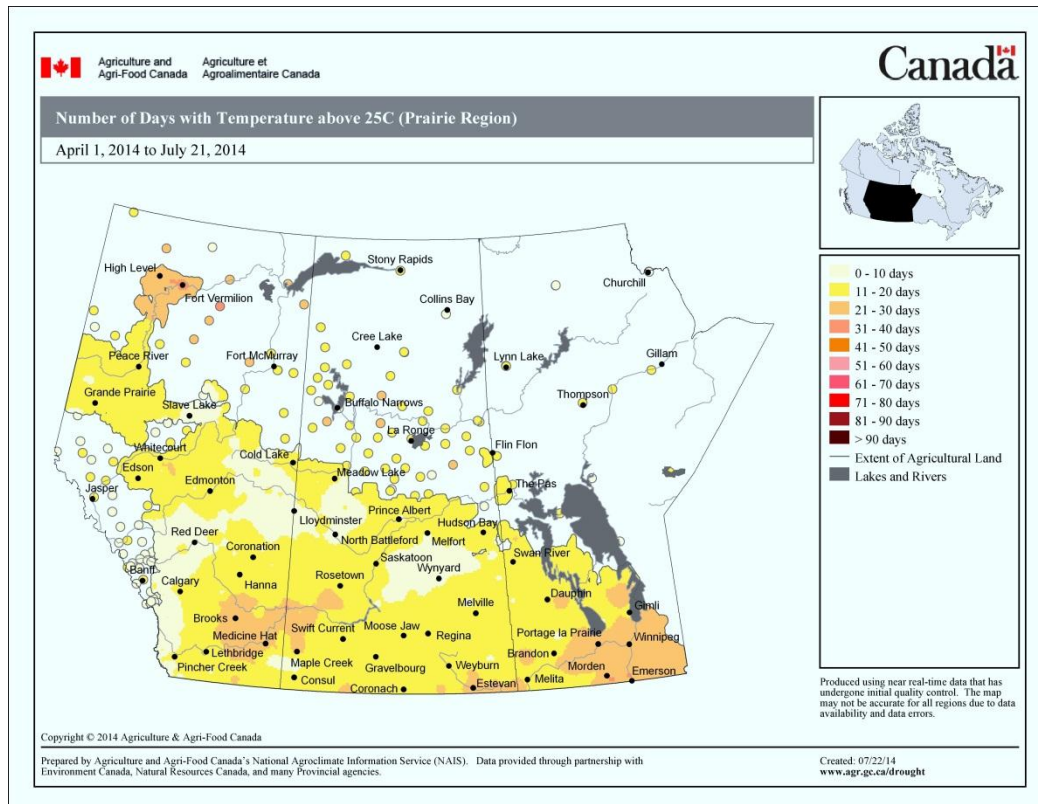 Agriculture and Agriculture et
Agri-Food Canada Agroalimentaire Canada
Canada
Number of Days with Temperature above 25C (Prairie Region)
April 1, 2014 to July 21, 2014
High Level
Fort Vermilion
Stony Rapids
Churchill
Collins Bay
Cree Lake
Peace River
Fort McMurray
Lynn Lake
Gillam
Grande Prairie
Slave Lake
Buffalo Narrows
Thompson
La Ronge
Whitecourt
Cold Lake
Flin Flon
Edson
Meadow Lake
Jasper
Edmonton
The Pas
Lloydminster
Prince Albert
Hudson Bay
Red Deer
North Battleford
Melfort
Coronation
Saskatoon
Swan River
Banff
Calgary
Hanna
Rosetown
Wynyard
Dauphin
Brooks
Melville
Gimli
Medicine Hat
Swift Current
Moose Jaw
Regina
Portage la Prairie
Winnipeg
Lethbridge
Pincher Creek
Maple Creek
Gravelbourg
Weyburn
Brandon
Morden
Consul
Coronach
Estevan
Melita
Emerson
0 - 10 days
11 - 20 days
21 - 30 days
31 - 40 days
41 - 50 days
51 - 60 days
61 - 70 days
71 - 80 days
81 - 90 days
> 90 days
Extent of Agricultural Land
Lakes and Rivers
Produced using near real-time data that has
undergone initial quality control. The map
may not be accurate for all regions due to data
availability and data errors.
Copyright © 2014 Agriculture & Agri-Food Canada
Prepared by Agriculture and Agri-Food Canada's National Agroclimate Information Service (NAIS). Data provided through partnership with
Environment Canada, Natural Resources Canada, and many Provincial agencies.
Created: 07/22/14
www.agr.gc.ca/drought